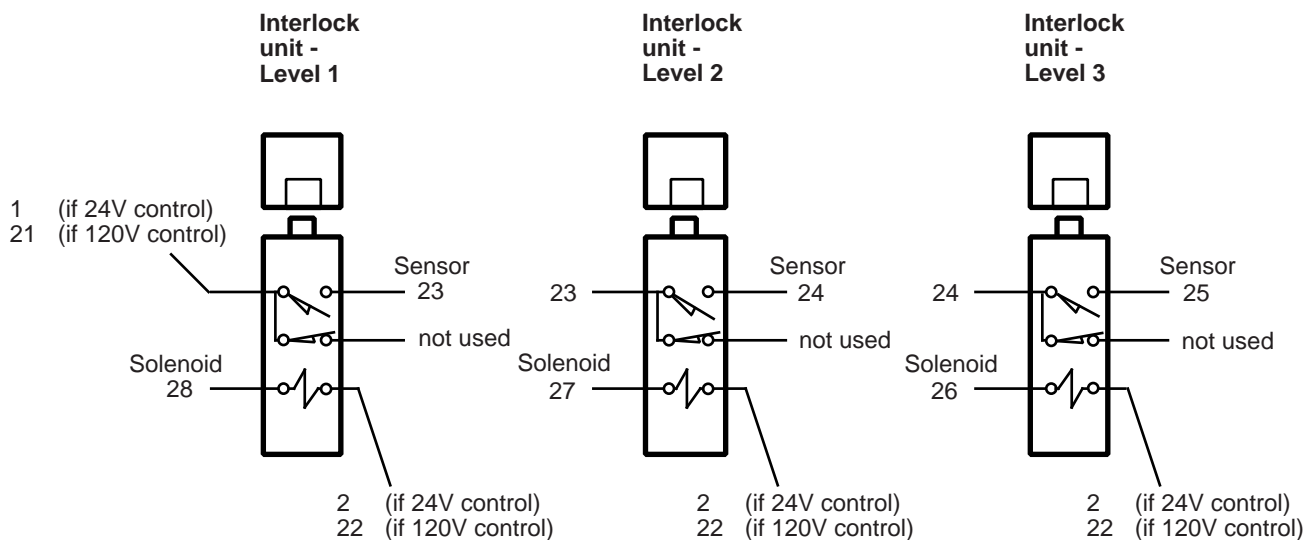 Interlock
unit -
Level 1
Interlock
unit -
Level 2
Interlock
unit -
Level 3
1 (if 24V control)
21 (if 120V control)
Sensor
23
not used
Solenoid
28
2 (if 24V control)
22 (if 120V control)
23
Sensor
24
not used
Solenoid
27
2 (if 24V control)
22 (if 120V control)
24
Sensor
25
not used
Solenoid
26
2 (if 24V control)
22 (if 120V control)